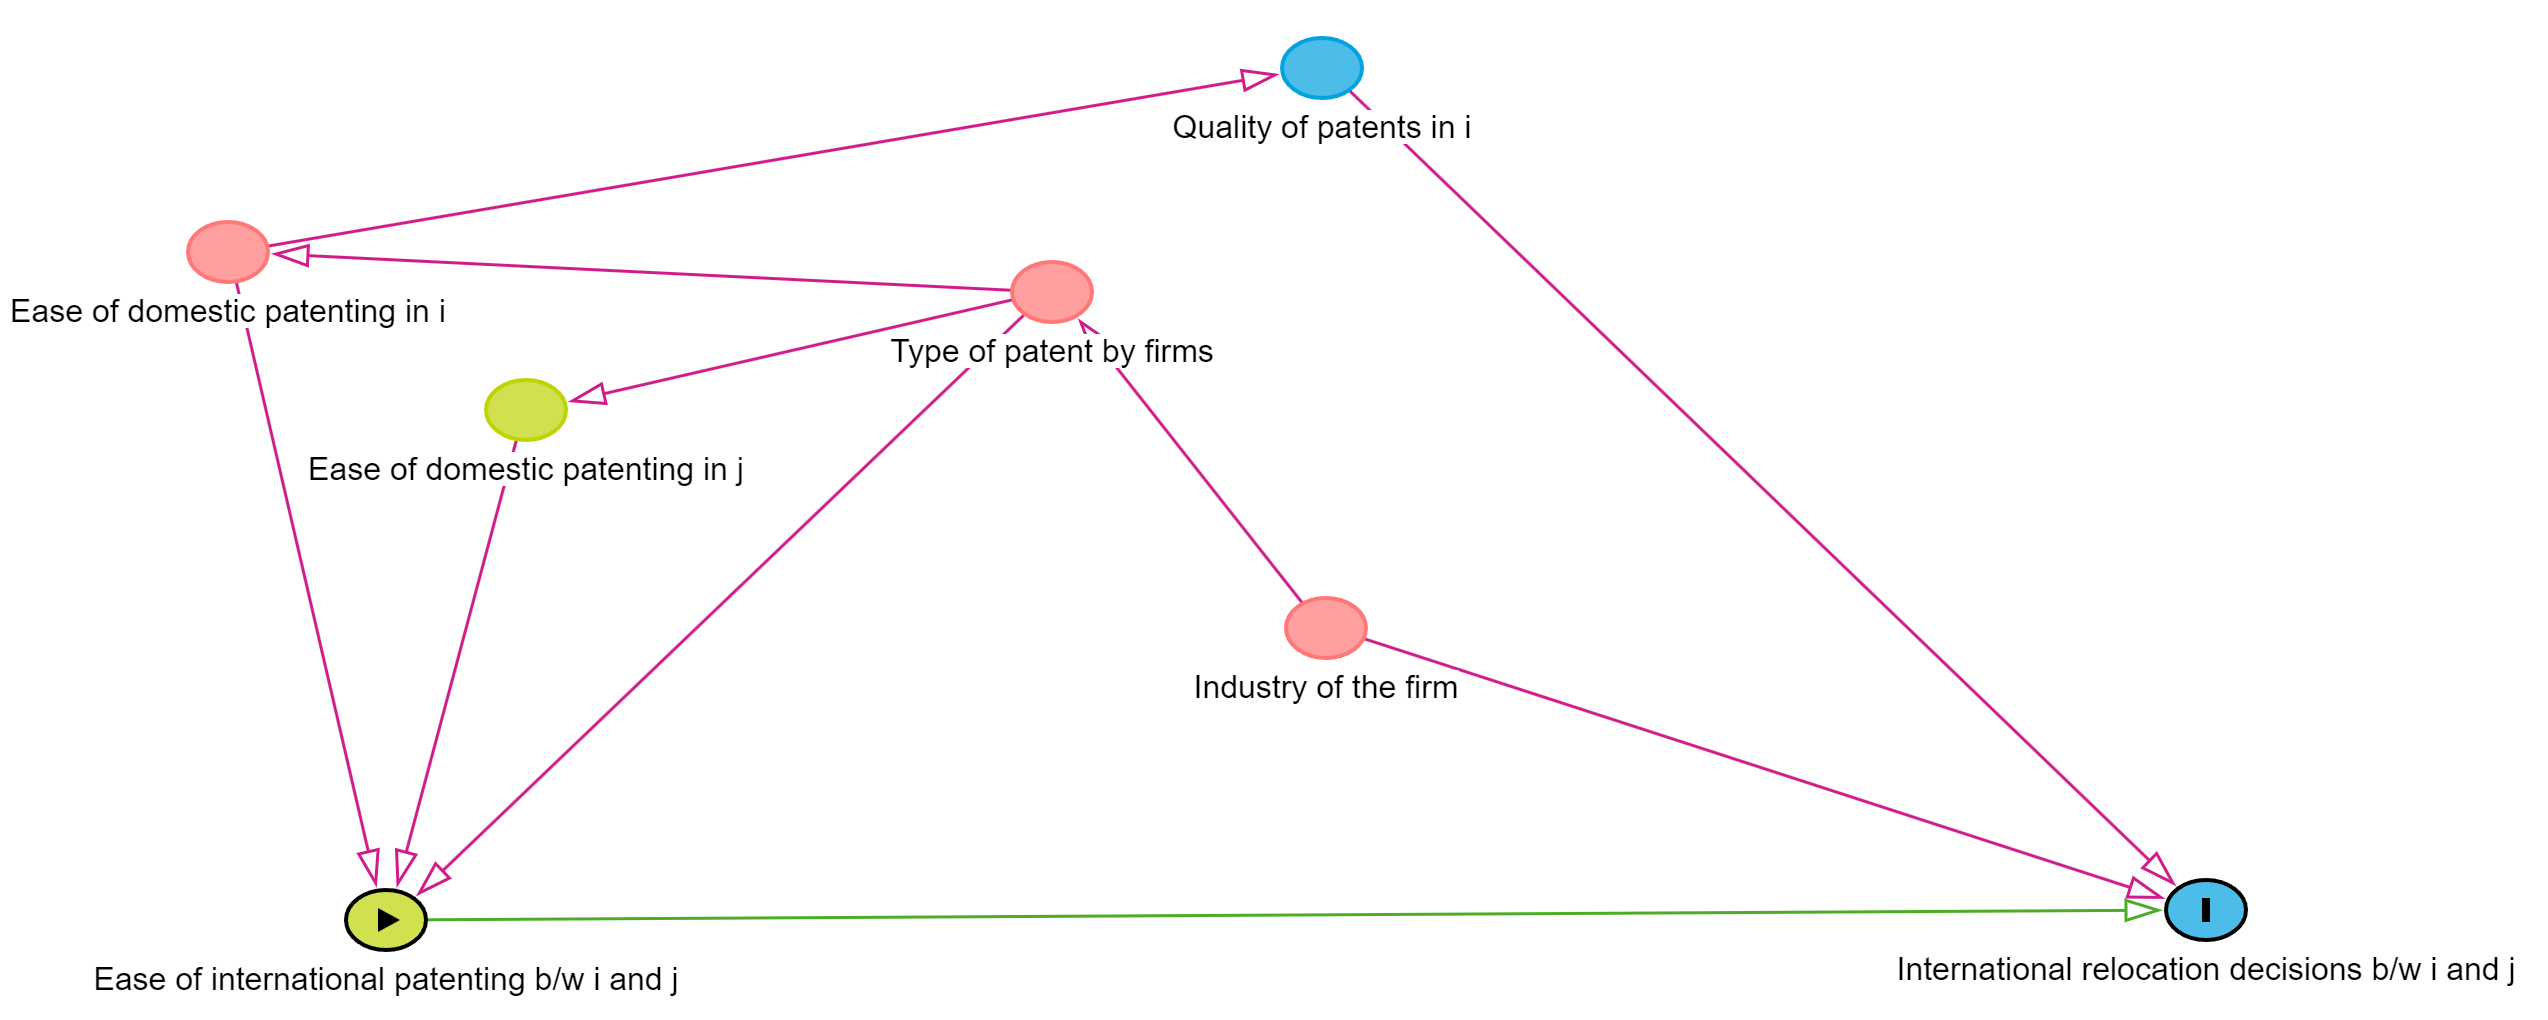 Quality of patents in i
Ease of domestic patenting in i
Type of patent by firms
Ease of domestic patenting in j
Industry of the firm
Ease of international patenting b/w i and j
International relocation decisions b/w i and j